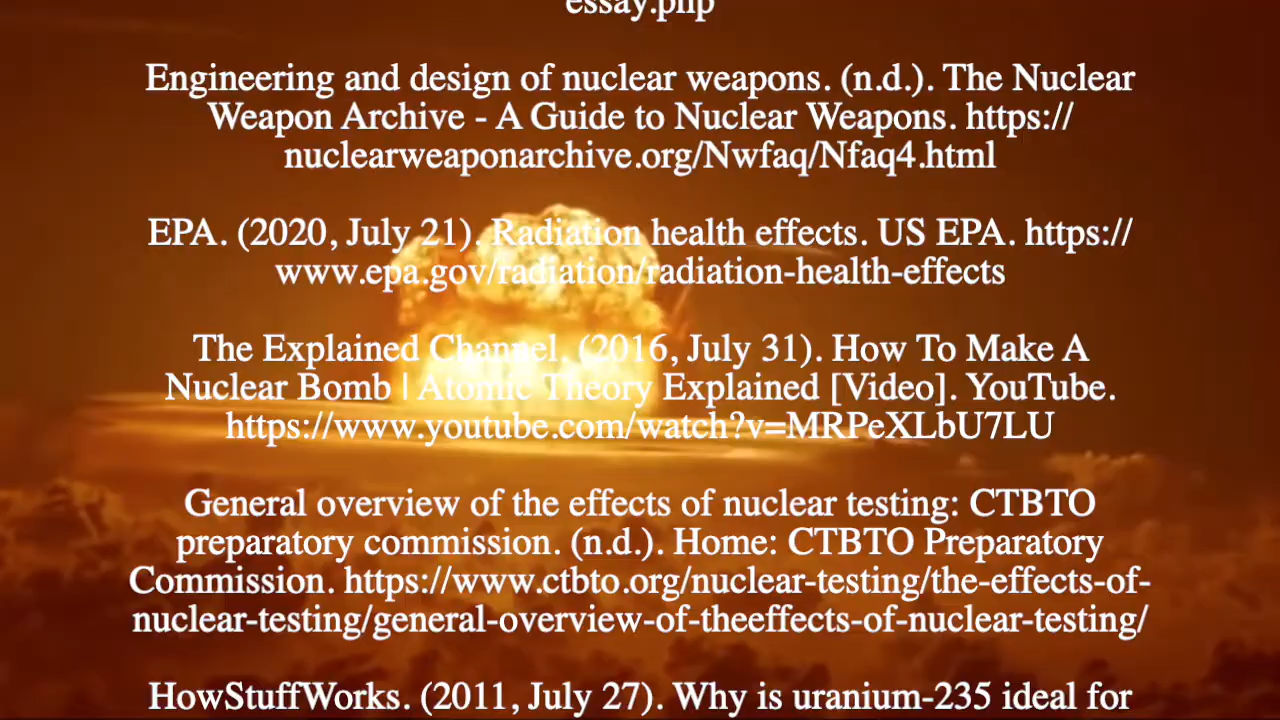 essay.php
Engineering and design of nuclear weapons. (n.d.). The Nuclear
Weapon Archive - A Guide to Nuclear Weapons. https://
nuclearweaponarchive.org/Nwfaq/Nfaq4.html
EPA. (2020, July 21). Radiation health effects. US EPA. https://
www.epa.gov/radiation/radiation-health-effects
The Explained Channel. (2016, July 31). How To Make A
Nuclear Bomb | Atomic Theory Explained [Video]. YouTube.
https://www.youtube.com/watch?v=MRPeXLbU7LU
General overview of the effects of nuclear testing: CTBTO
preparatory commission. (n.d.). Home: CTBTO Preparatory
Commission. https://www.ctbto.org/nuclear-testing/the-effects-of-
nuclear-testing/general-overview-of-theeffects-of-nuclear-testing/
HowStuffWorks. (2011, July 27). Why is uranium-235 ideal for